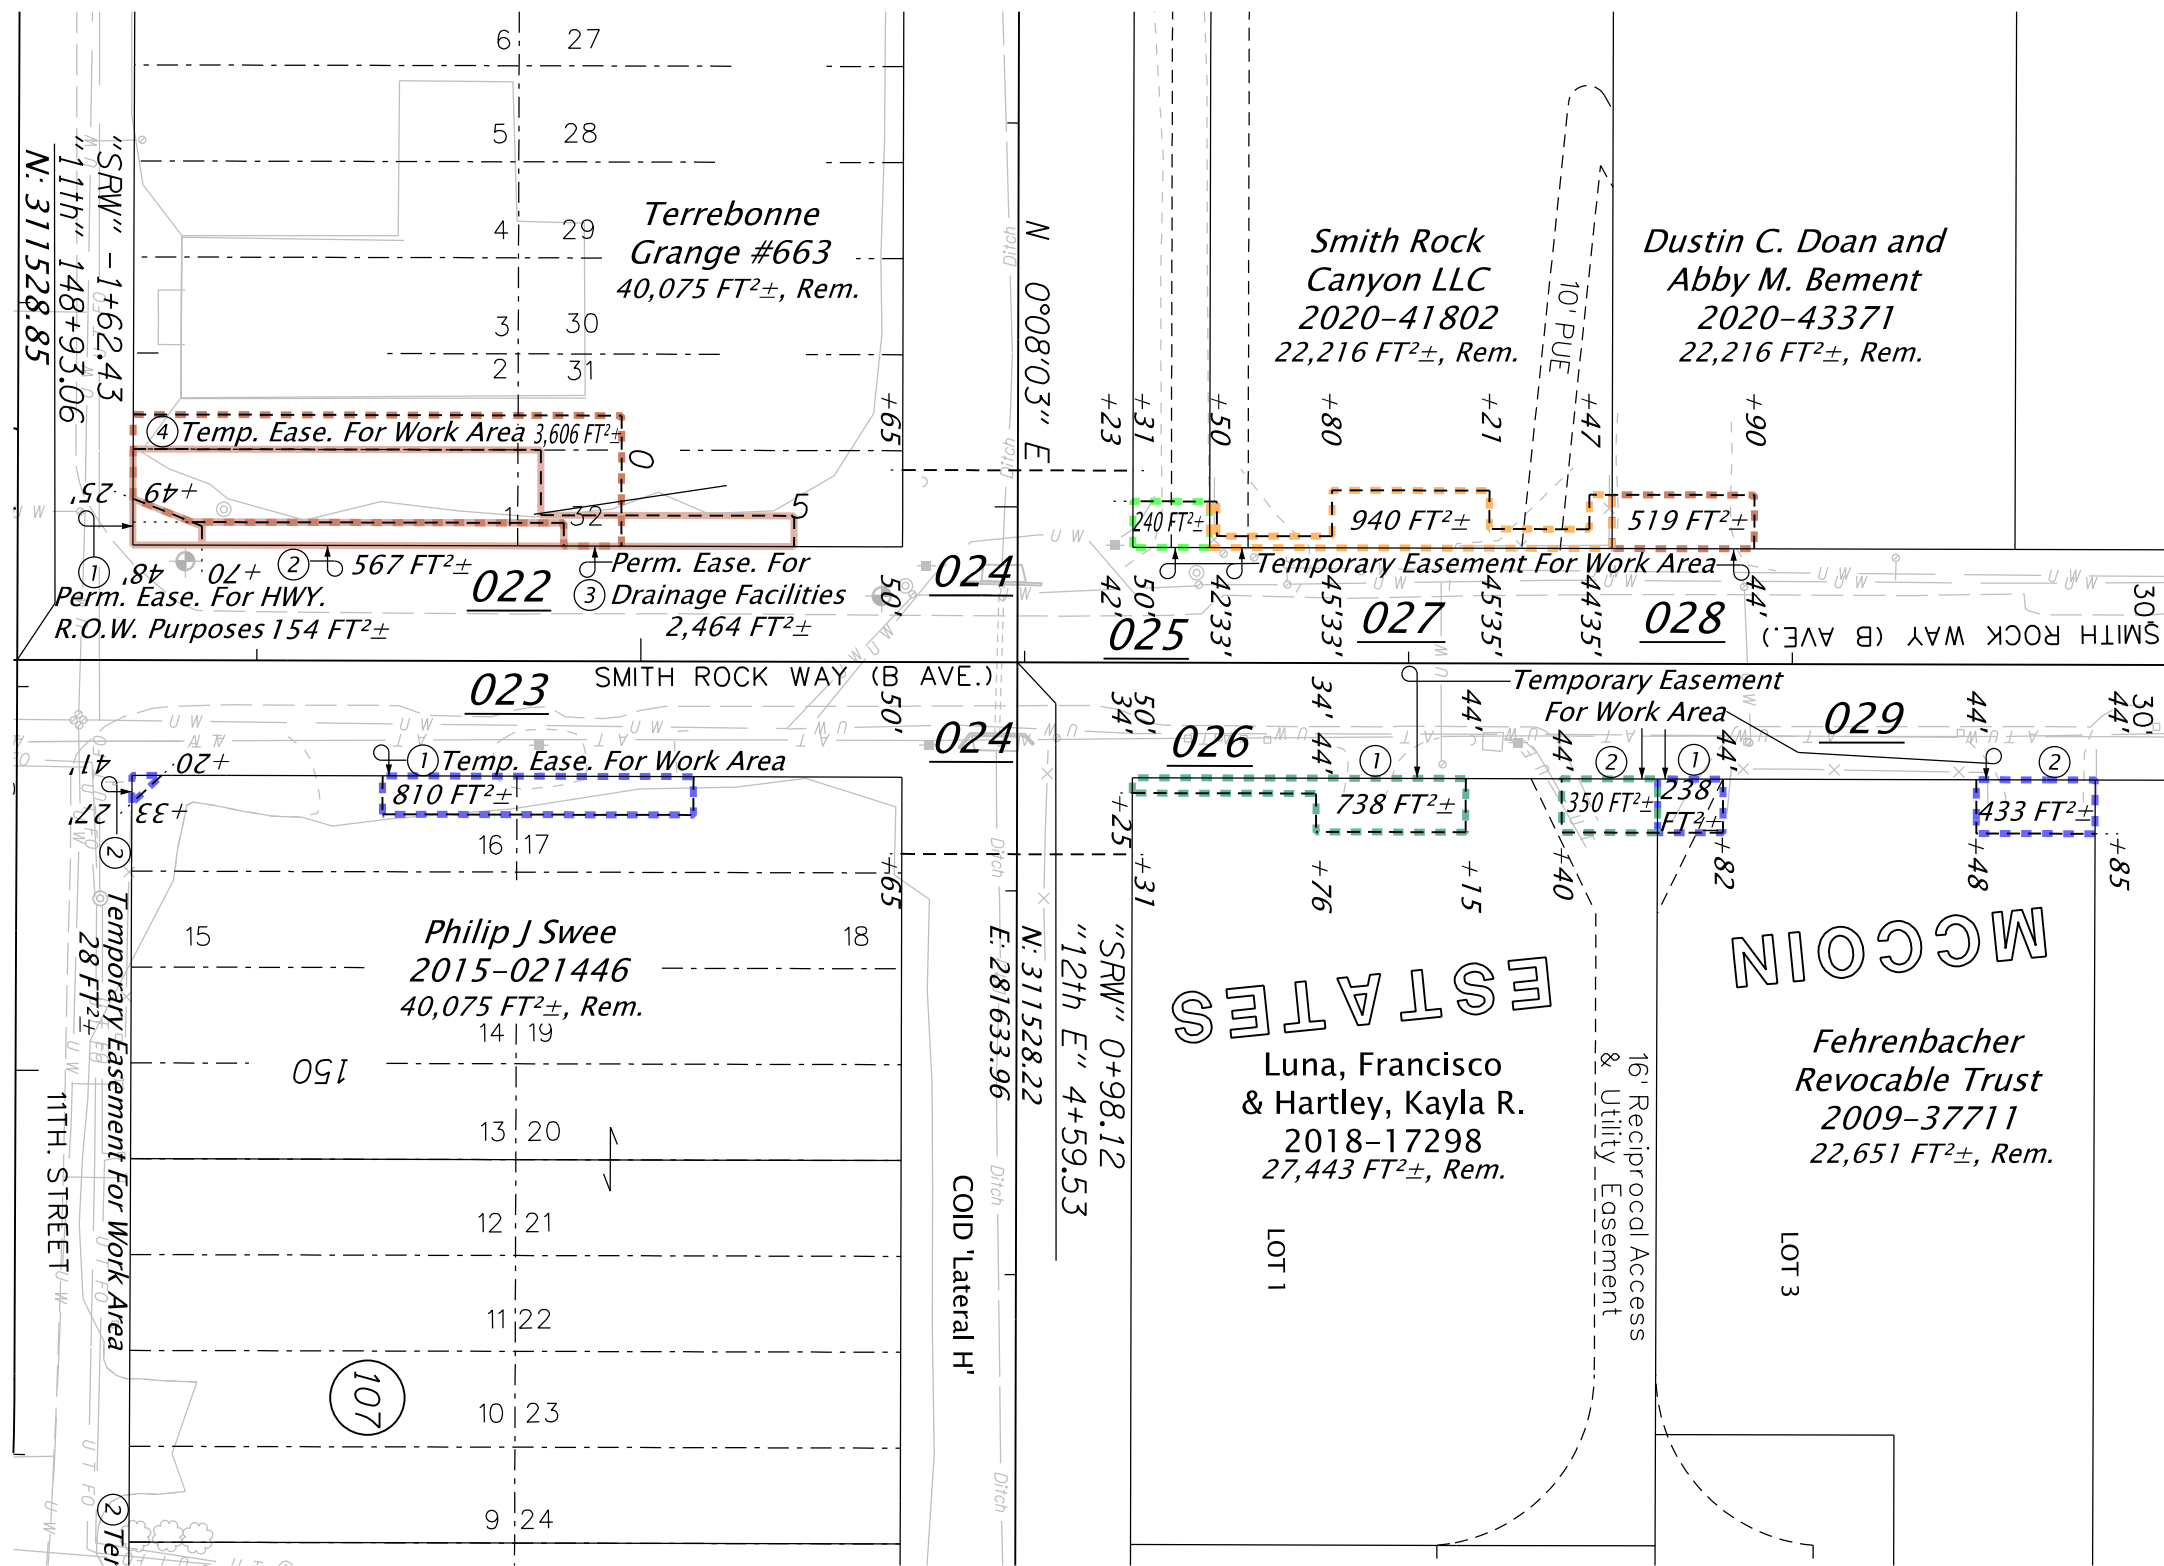 6 27
5 28
4 29
3 30
2 31
1 32
Terrebonne
Grange #663
40,075 FT²±, Rem.
"SRW" -1+62.43
"11th" 148+93.06
N: 311528.85
④ Temp. Ease. For Work Area 3,606 FT²±
+49
25'
0
5
+65
① 48' +70 ② 567 FT²±
Perm. Ease. For HWY.
R.O.W. Purposes 154 FT²±
022
Perm. Ease. For
③ Drainage Facilities
2,464 FT²±
50'
024
N 0°08'03" E
Ditch
Ditch
Smith Rock
Canyon LLC
2020-41802
22,216 FT²±, Rem.
10' PUE
Dustin C. Doan and
Abby M. Bement
2020-43371
22,216 FT²±, Rem.
+23
+31
+50
+80
+21
+47
+90
240 FT²±
940 FT²±
519 FT²±
Temporary Easement For Work Area
42'
50'
42'33'
45'33'
45'35'
44'35'
44'
30'
025
027
028
SMITH ROCK WAY (B AVE.)
SMITH ROCK WAY (B AVE.)
023
50'
024
41'
+20
① Temp. Ease. For Work Area
810 FT²±
27'
+33
16 17
+65
②
Temporary Easement For Work Area
28 FT²±
15
18
Philip J Swee
2015-021446
40,075 FT²±, Rem.
14 19
150
13 20
12 21
11 22
107
10 23
9 24
11TH. STREET
② Ter
COID 'Lateral H'
Ditch
Ditch
Ditch
N: 311528.22
E: 281633.96
"SRW" 0+98.12
"12th E" 4+59.53
34'
50'
026
34' 44'
①
44'
Temporary Easement
For Work Area
029
44'
②
①
44'
44'
②
44'
30'
738 FT²±
350 FT²±
238
FT²±
433 FT²±
+25
+31
+76
+15
+40
+82
+48
+85
MCCOIN
ESTATES
Luna, Francisco
& Hartley, Kayla R.
2018-17298
27,443 FT²±, Rem.
16' Reciprocal Access
& Utility Easement
Fehrenbacher
Revocable Trust
2009-37711
22,651 FT²±, Rem.
LOT 1
LOT 3